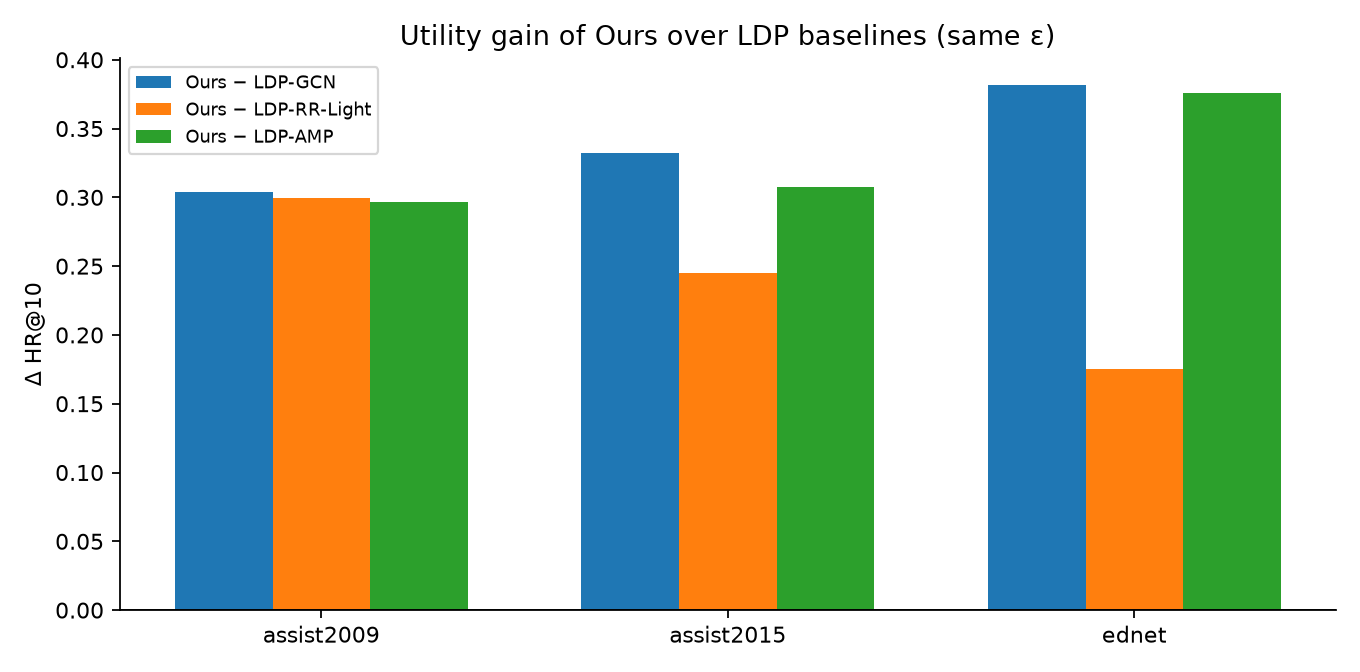 Utility gain of Ours over LDP baselines (same ε)
Ours − LDP-GCN
Ours − LDP-RR-Light
Ours − LDP-AMP
Δ HR@10
0.40
0.35
0.30
0.25
0.20
0.15
0.10
0.05
0.00
assist2009
assist2015
ednet